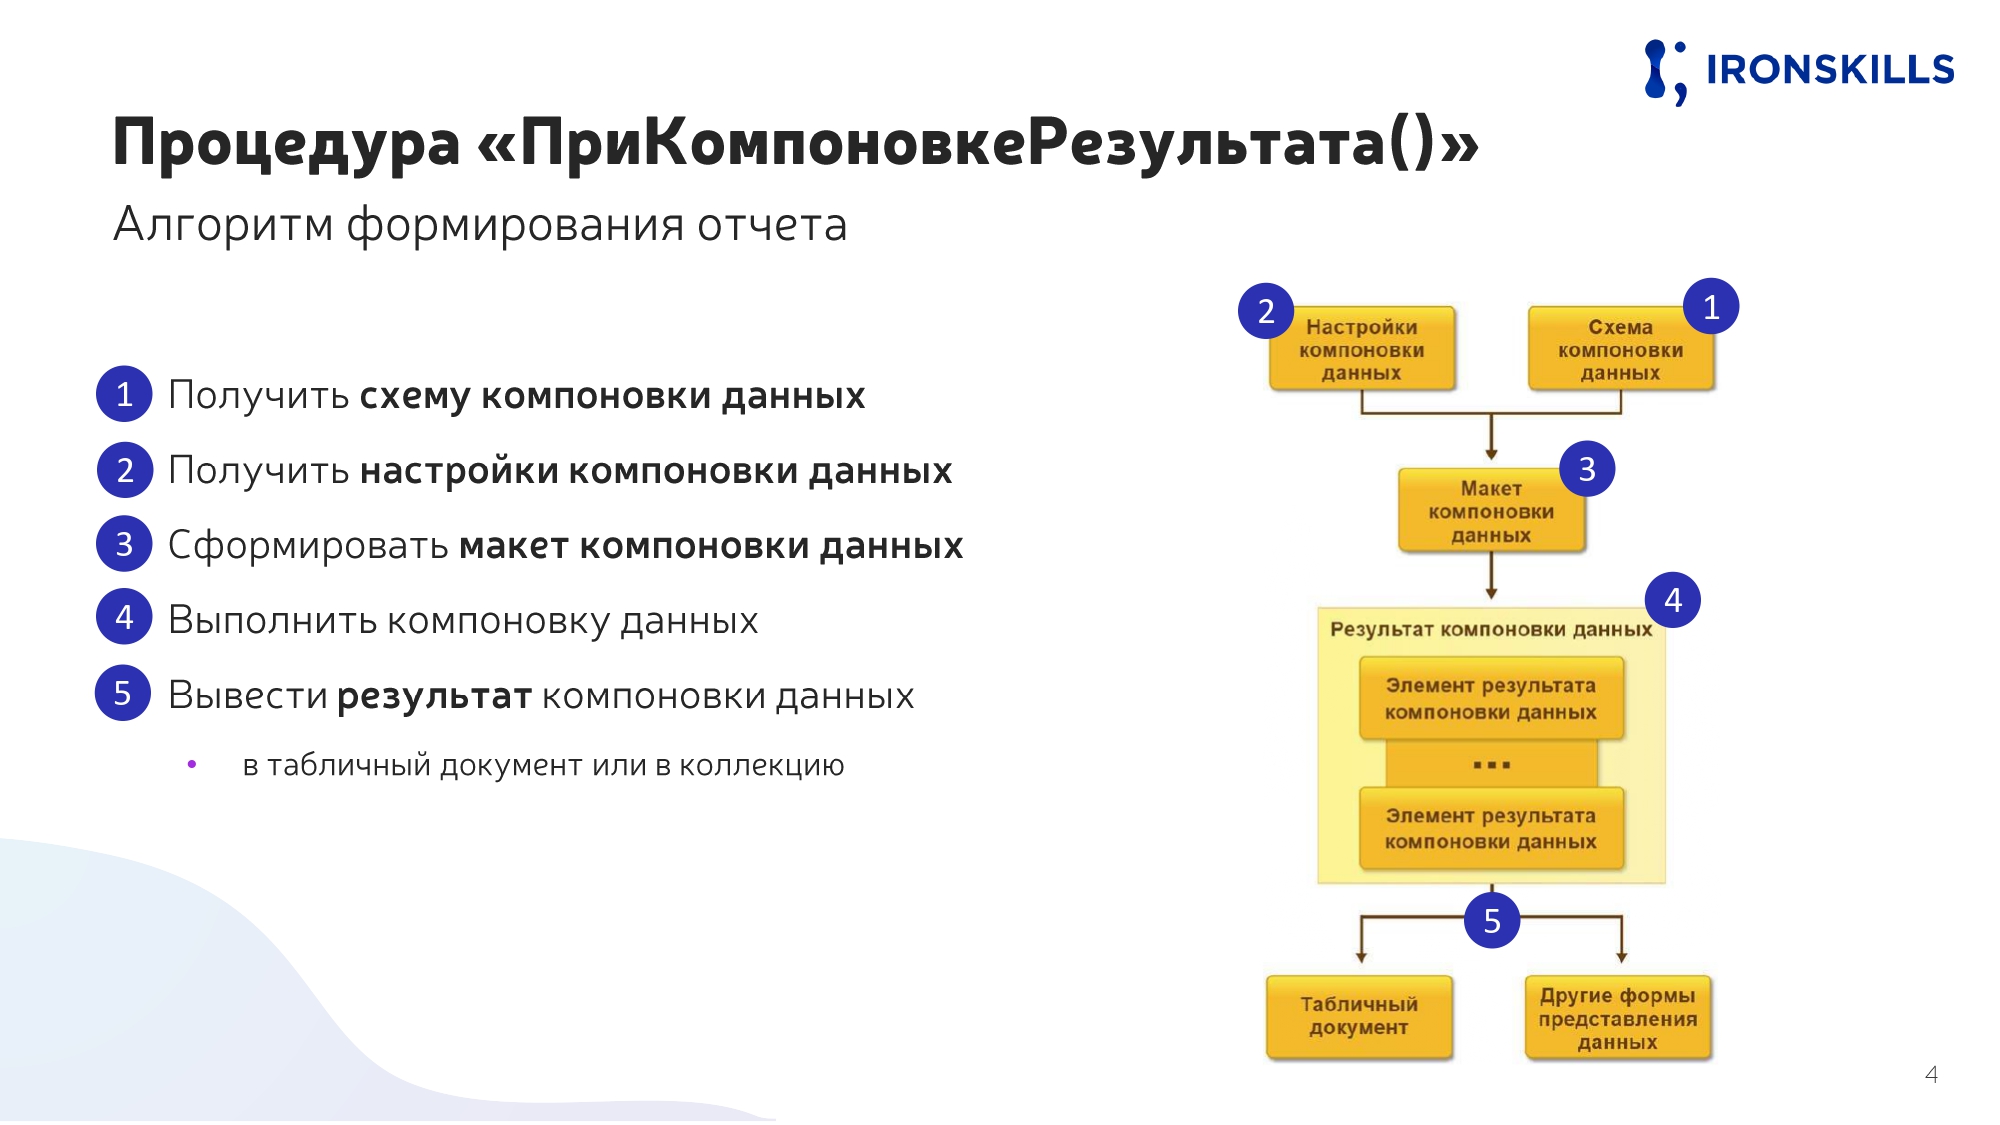 IRONSKILLS
Процедура «ПриКомпоновкеРезультата()»
Алгоритм формирования отчета
1 Получить схему компоновки данных
2 Получить настройки компоновки данных
3 Сформировать макет компоновки данных
4 Выполнить компоновку данных
5 Вывести результат компоновки данных
• в табличный документ или в коллекцию
2
Настройки
компоновки
данных
1
Схема
компоновки
данных
3
Макет
компоновки
данных
4
Результат компоновки данных
Элемент результата
компоновки данных
...
Элемент результата
компоновки данных
5
Табличный
документ
Другие формы
представления
данных
4